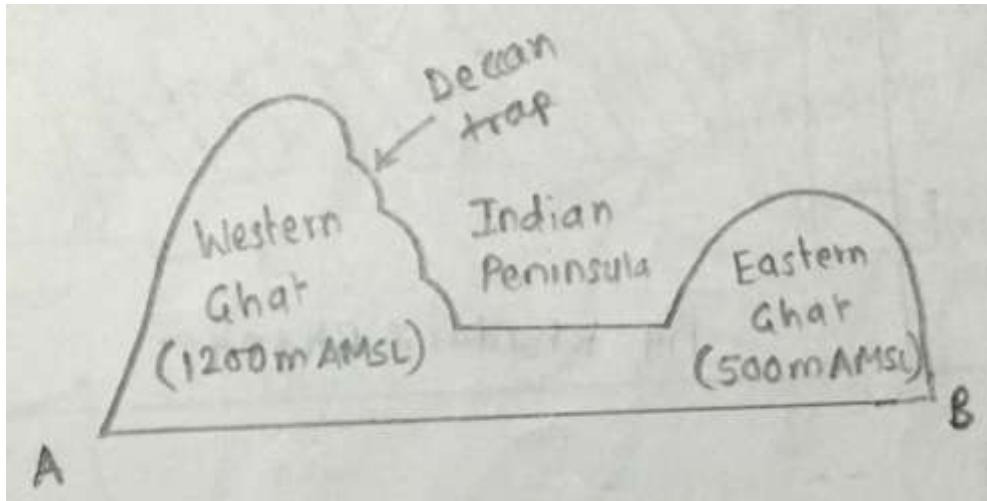 Deccan
trap
Western
Ghat
(1200m AMSL)
Indian
Peninsula
Eastern
Ghat
(500m AMSL)
A
B